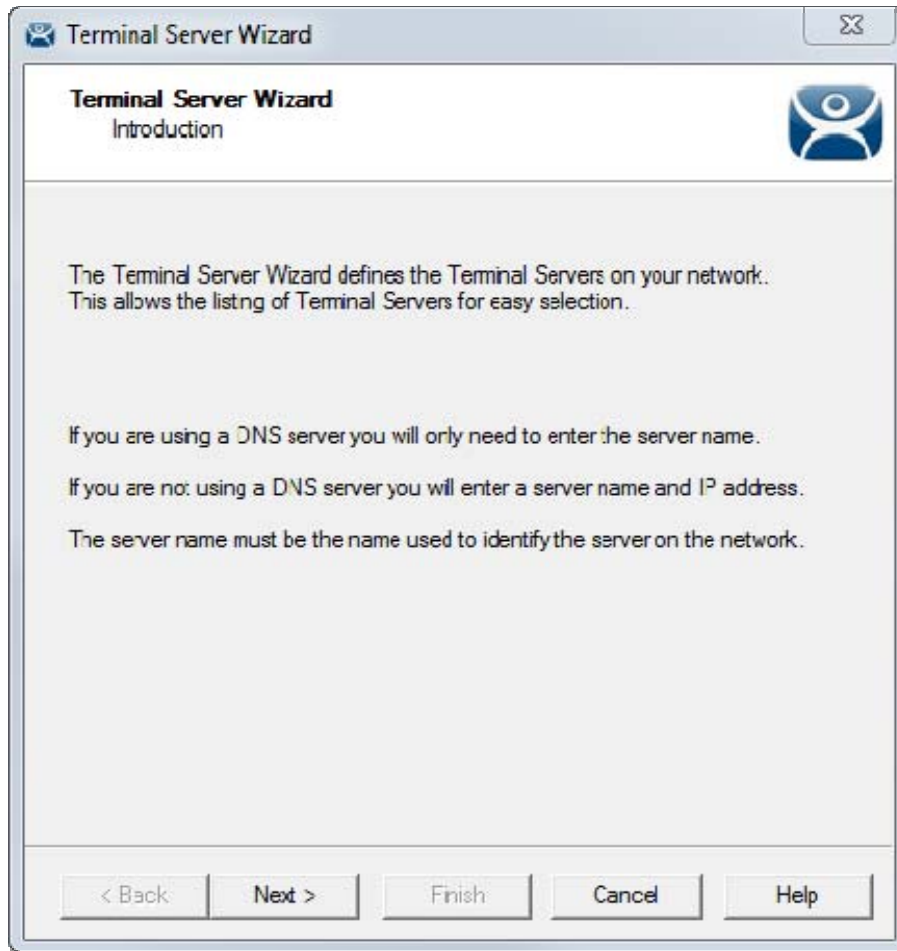 Terminal Server Wizard
Terminal Server Wizard
Introduction
The Terminal Server Wizard defines the Terminal Servers on your network.
This allows the listing of Terminal Servers for easy selection.
If you are using a DNS server you will only need to enter the server name.
If you are not using a DNS server you will enter a server name and IP address.
The server name must be the name used to identify the server on the network.
< Back Next > Finish Cancel Help